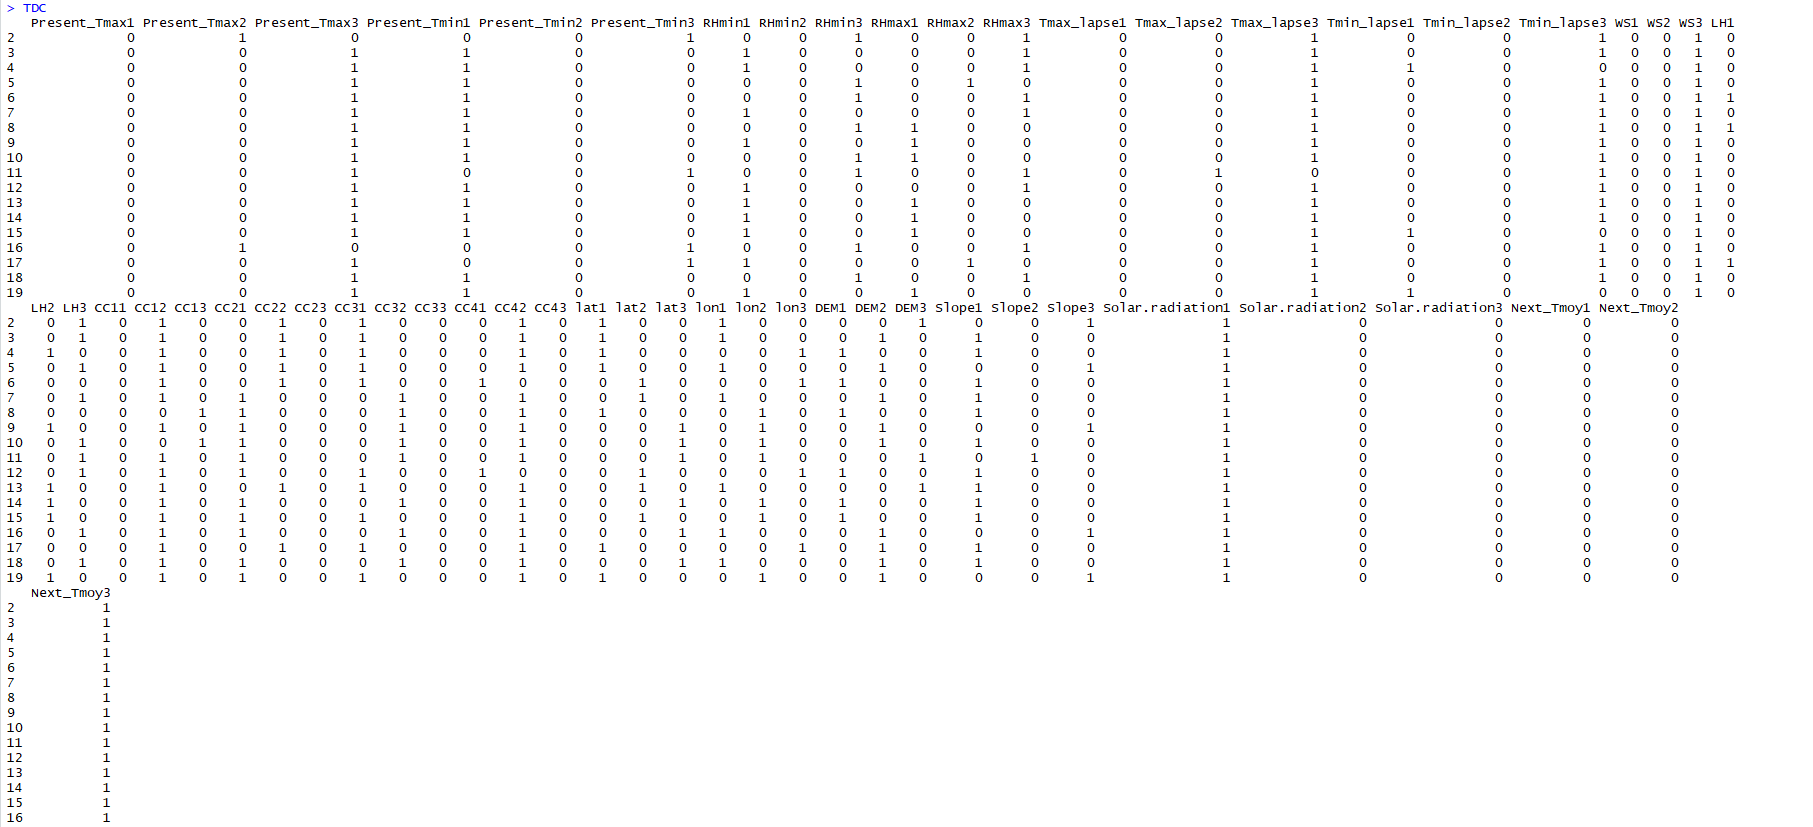 > TDC
Present_Tmax1 Present_Tmax2 Present_Tmax3 Present_Tmin1 Present_Tmin2 Present_Tmin3 RHmin1 RHmin2 RHmin3 RHmax1 RHmax2 RHmax3 Tmax_lapse1 Tmax_lapse2 Tmax_lapse3 Tmin_lapse1 Tmin_lapse2 Tmin_lapse3 WS1 WS2 WS3 LH1
2 0 1 0 0 0 1 0 0 1 0 0 1 0 0 1 0 0 1 0 0 1 0
3 0 0 1 1 0 0 1 0 0 0 0 1 0 0 1 0 0 1 0 0 1 0
4 0 0 1 1 0 0 1 0 0 0 0 1 0 0 1 1 0 0 0 0 1 0
5 0 0 1 1 0 0 0 0 1 0 1 0 0 0 1 0 0 1 0 0 1 0
6 0 0 1 1 0 0 0 0 1 0 0 1 0 0 1 0 0 1 0 0 1 1
7 0 0 1 1 0 0 1 0 0 0 0 1 0 0 1 0 0 1 0 0 1 0
8 0 0 1 1 0 0 0 0 1 1 0 0 0 0 1 0 0 1 0 0 1 1
9 0 0 1 1 0 0 1 0 0 1 0 0 0 0 1 0 0 1 0 0 1 0
10 0 0 1 1 0 0 0 0 1 1 0 0 0 0 1 0 0 1 0 0 1 0
11 0 0 1 0 0 1 0 0 1 0 0 1 0 1 0 0 0 1 0 0 1 0
12 0 0 1 1 0 0 1 0 0 0 0 1 0 0 1 0 0 1 0 0 1 0
13 0 0 1 1 0 0 1 0 0 1 0 0 0 0 1 0 0 1 0 0 1 0
14 0 0 1 1 0 0 1 0 0 1 0 0 0 0 1 0 0 1 0 0 1 0
15 0 0 1 1 0 0 1 0 0 1 0 0 0 0 1 1 0 0 0 0 1 0
16 0 1 0 0 0 1 0 0 1 0 0 1 0 0 1 0 0 1 0 0 1 0
17 0 0 1 0 0 1 1 0 0 0 1 0 0 0 1 0 0 1 0 0 1 1
18 0 0 1 1 0 0 0 0 1 0 0 1 0 0 1 0 0 1 0 0 1 0
19 0 0 1 1 0 0 1 0 0 1 0 0 0 0 1 1 0 0 0 0 1 0
LH2 LH3 CC11 CC12 CC13 CC21 CC22 CC23 CC31 CC32 CC33 CC41 CC42 CC43 lat1 lat2 lat3 lon1 lon2 lon3 DEM1 DEM2 DEM3 Slope1 Slope2 Slope3 Solar.radiation1 Solar.radiation2 Solar.radiation3 Next_Tmoy1 Next_Tmoy2
2 0 1 0 1 0 0 1 0 1 0 0 0 1 0 1 0 0 1 0 0 0 0 1 0 0 1 1 0 0 0 0
3 0 1 0 1 0 0 1 0 1 0 0 0 1 0 1 0 0 1 0 0 0 1 0 1 0 0 1 0 0 0 0
4 1 0 0 1 0 0 1 0 1 0 0 0 1 0 1 0 0 0 0 1 1 0 0 1 0 0 1 0 0 0 0
5 0 1 0 1 0 0 1 0 1 0 0 0 1 0 1 0 0 1 0 0 0 1 0 0 0 1 1 0 0 0 0
6 0 0 0 1 0 0 1 0 1 0 0 1 0 0 0 1 0 0 0 1 1 0 0 1 0 0 1 0 0 0 0
7 0 1 0 1 0 1 0 0 0 1 0 0 1 0 0 1 0 1 0 0 0 1 0 1 0 0 1 0 0 0 0
8 0 0 0 0 1 1 0 0 0 1 0 0 1 0 1 0 0 0 1 0 1 0 0 1 0 0 1 0 0 0 0
9 1 0 0 1 0 1 0 0 0 1 0 0 1 0 0 0 1 0 1 0 0 1 0 0 0 1 1 0 0 0 0
10 0 1 0 0 1 1 0 0 0 1 0 0 1 0 0 0 1 0 1 0 0 1 0 1 0 0 1 0 0 0 0
11 0 1 0 1 0 1 0 0 0 1 0 0 1 0 0 0 1 0 1 0 0 0 1 0 1 0 1 0 0 0 0
12 0 1 0 1 0 1 0 0 1 0 0 1 0 0 0 1 0 0 0 1 1 0 0 1 0 0 1 0 0 0 0
13 1 0 0 1 0 0 1 0 1 0 0 0 1 0 0 1 0 1 0 0 0 0 1 1 0 0 1 0 0 0 0
14 1 0 0 1 0 1 0 0 0 1 0 0 1 0 0 0 1 0 1 0 1 0 0 1 0 0 1 0 0 0 0
15 1 0 0 1 0 1 0 0 1 0 0 0 1 0 0 1 0 0 1 0 1 0 0 1 0 0 1 0 0 0 0
16 0 1 0 1 0 1 0 0 0 1 0 0 1 0 0 0 1 1 0 0 0 1 0 0 0 1 1 0 0 0 0
17 0 0 0 1 0 0 1 0 1 0 0 0 1 0 1 0 0 0 0 1 0 1 0 1 0 0 1 0 0 0 0
18 0 1 0 1 0 1 0 0 0 1 0 0 1 0 0 0 1 1 0 0 0 1 0 1 0 0 1 0 0 0 0
19 1 0 0 1 0 1 0 0 1 0 0 0 1 0 1 0 0 0 1 0 0 1 0 0 0 1 1 0 0 0 0
Next_Tmoy3
2 1
3 1
4 1
5 1
6 1
7 1
8 1
9 1
10 1
11 1
12 1
13 1
14 1
15 1
16 1